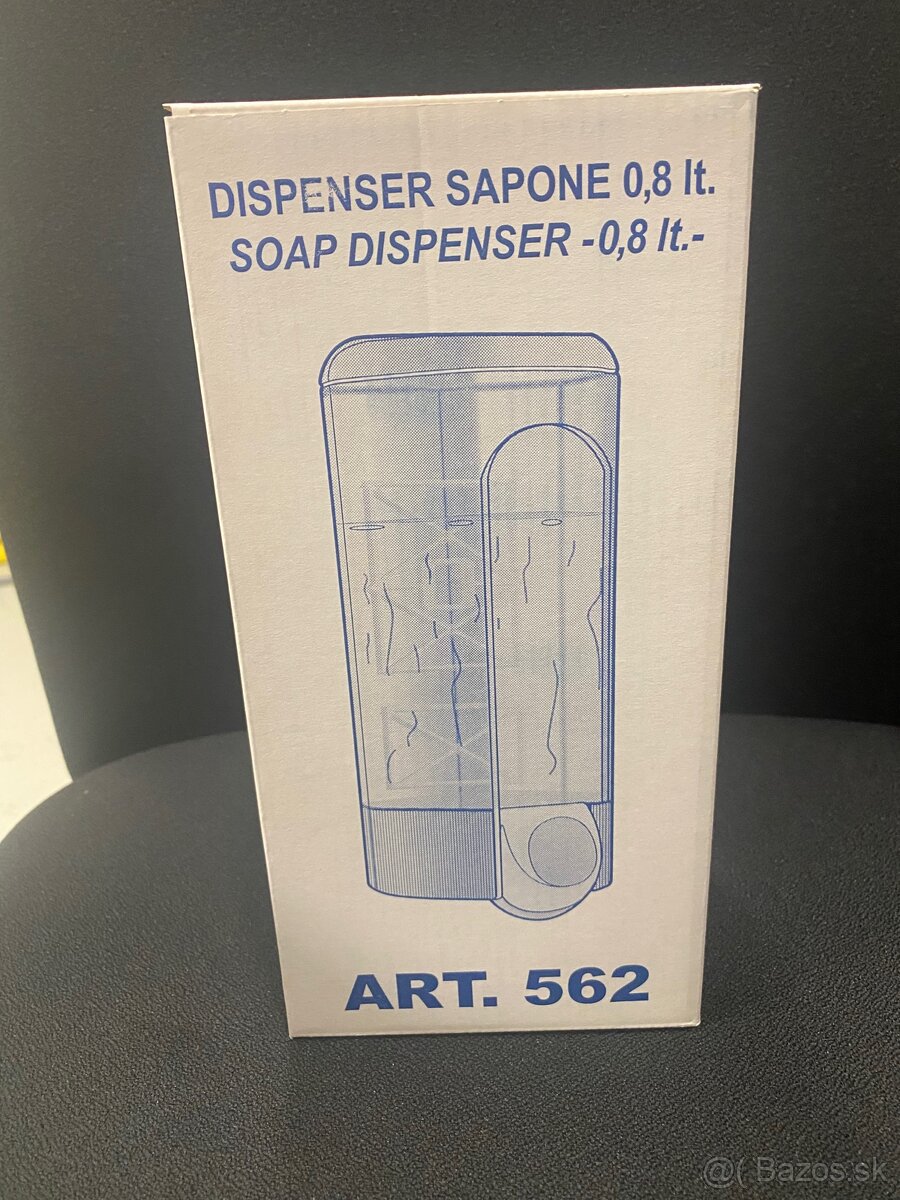 DISPENSER SAPONE 0,8 lt.
SOAP DISPENSER -0,8 lt.-
ART. 562
@( Bazos.sk